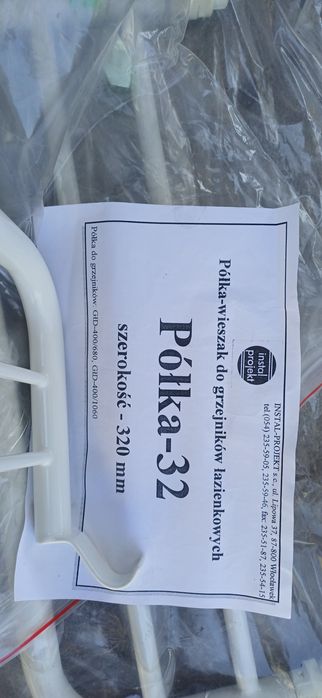 instal
projekt
INSTAL-PROJEKT s.c., ul. Lipowa 37, 87-800 Włocławek
tel (054) 235-59-05, 235-59-46, fax: 235-51-87, 235-54-15
Półka-wieszak do grzejników łazienkowych
Półka-32
szerokość - 320 mm
Półka do grzejników: GID-400/680, GID-400/1060